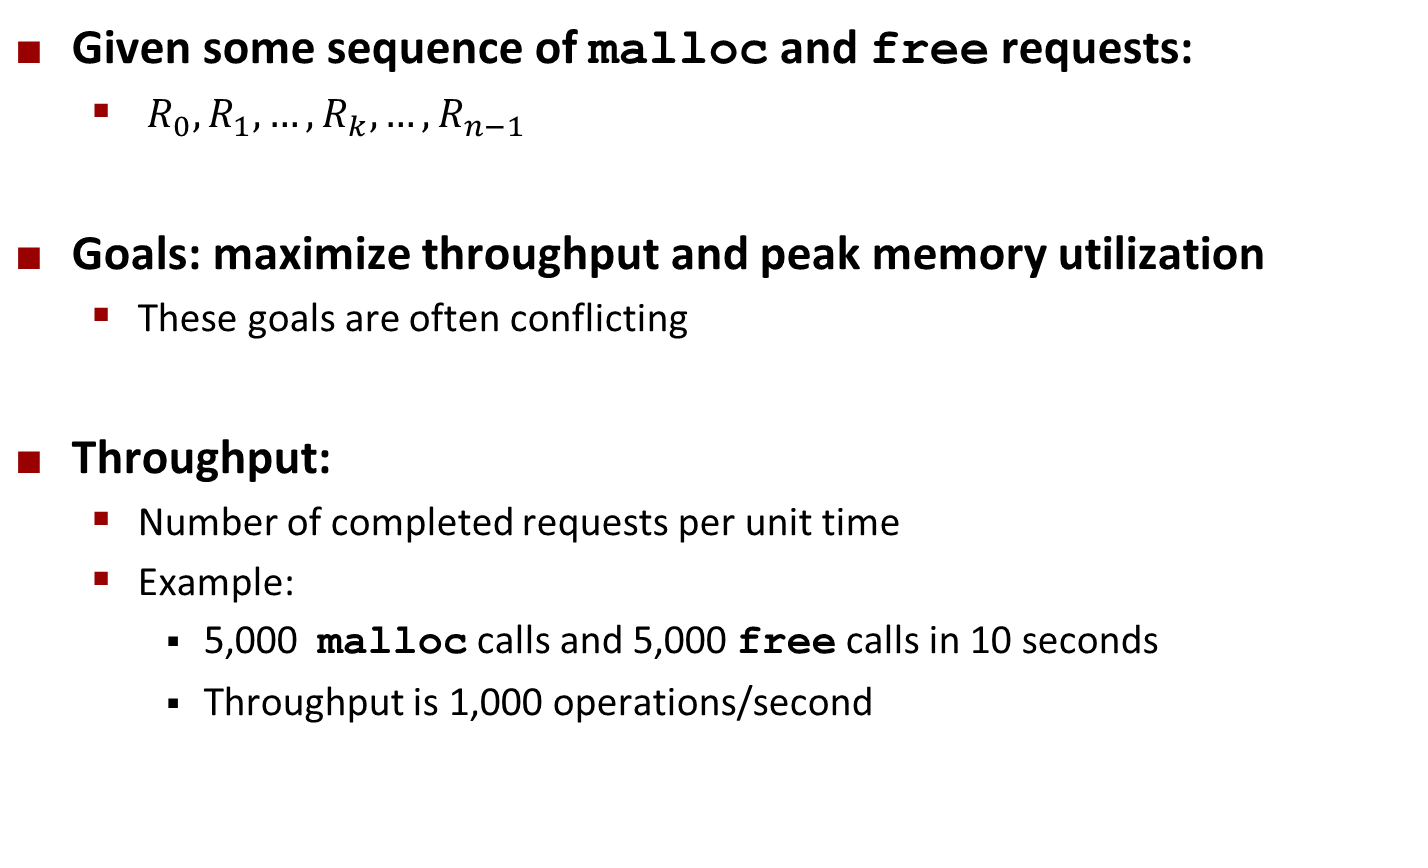 Given some sequence of malloc and free requests:
R₀, R₁, … , Rₖ, … , Rₙ₋₁
Goals: maximize throughput and peak memory utilization
These goals are often conflicting
Throughput:
Number of completed requests per unit time
Example:
5,000 malloc calls and 5,000 free calls in 10 seconds
Throughput is 1,000 operations/second